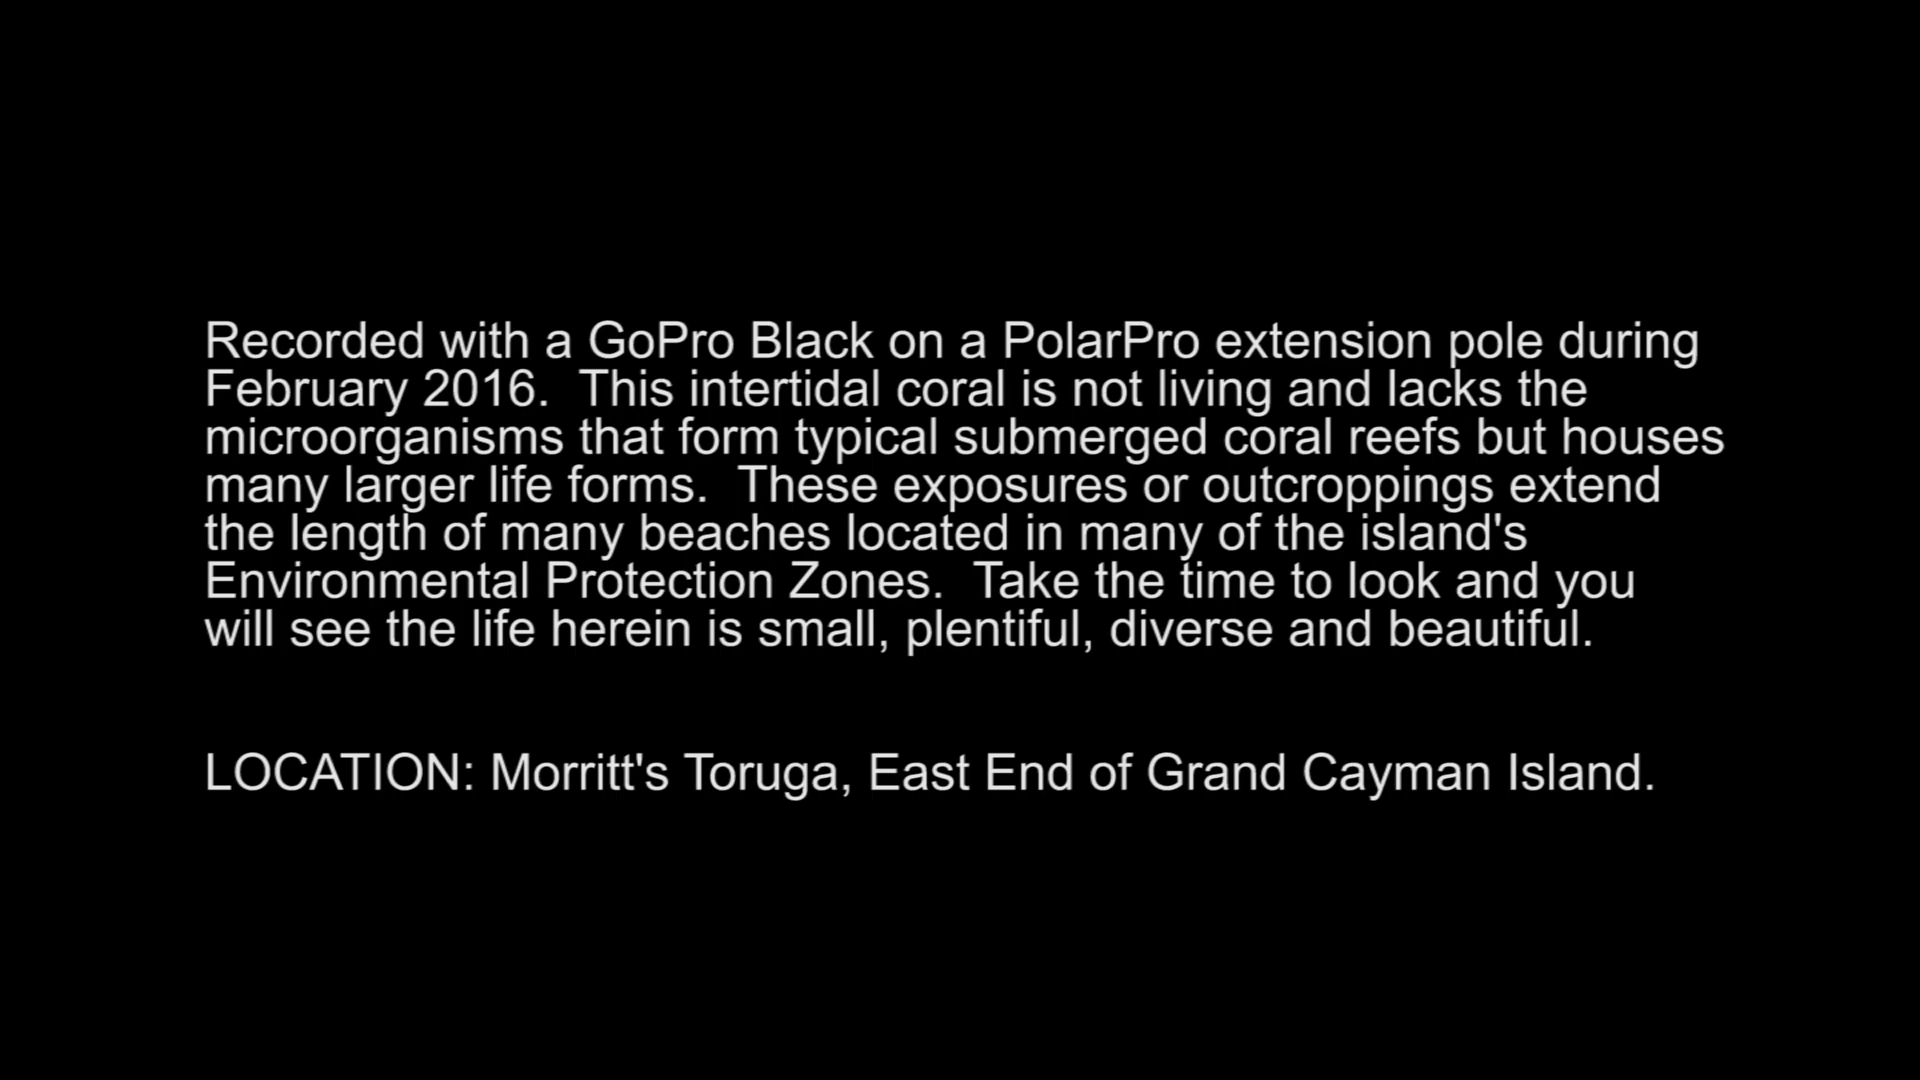 Recorded with a GoPro Black on a PolarPro extension pole during
February 2016.  This intertidal coral is not living and lacks the
microorganisms that form typical submerged coral reefs but houses
many larger life forms.  These exposures or outcroppings extend
the length of many beaches located in many of the island's
Environmental Protection Zones.  Take the time to look and you
will see the life herein is small, plentiful, diverse and beautiful.
LOCATION: Morritt's Toruga, East End of Grand Cayman Island.